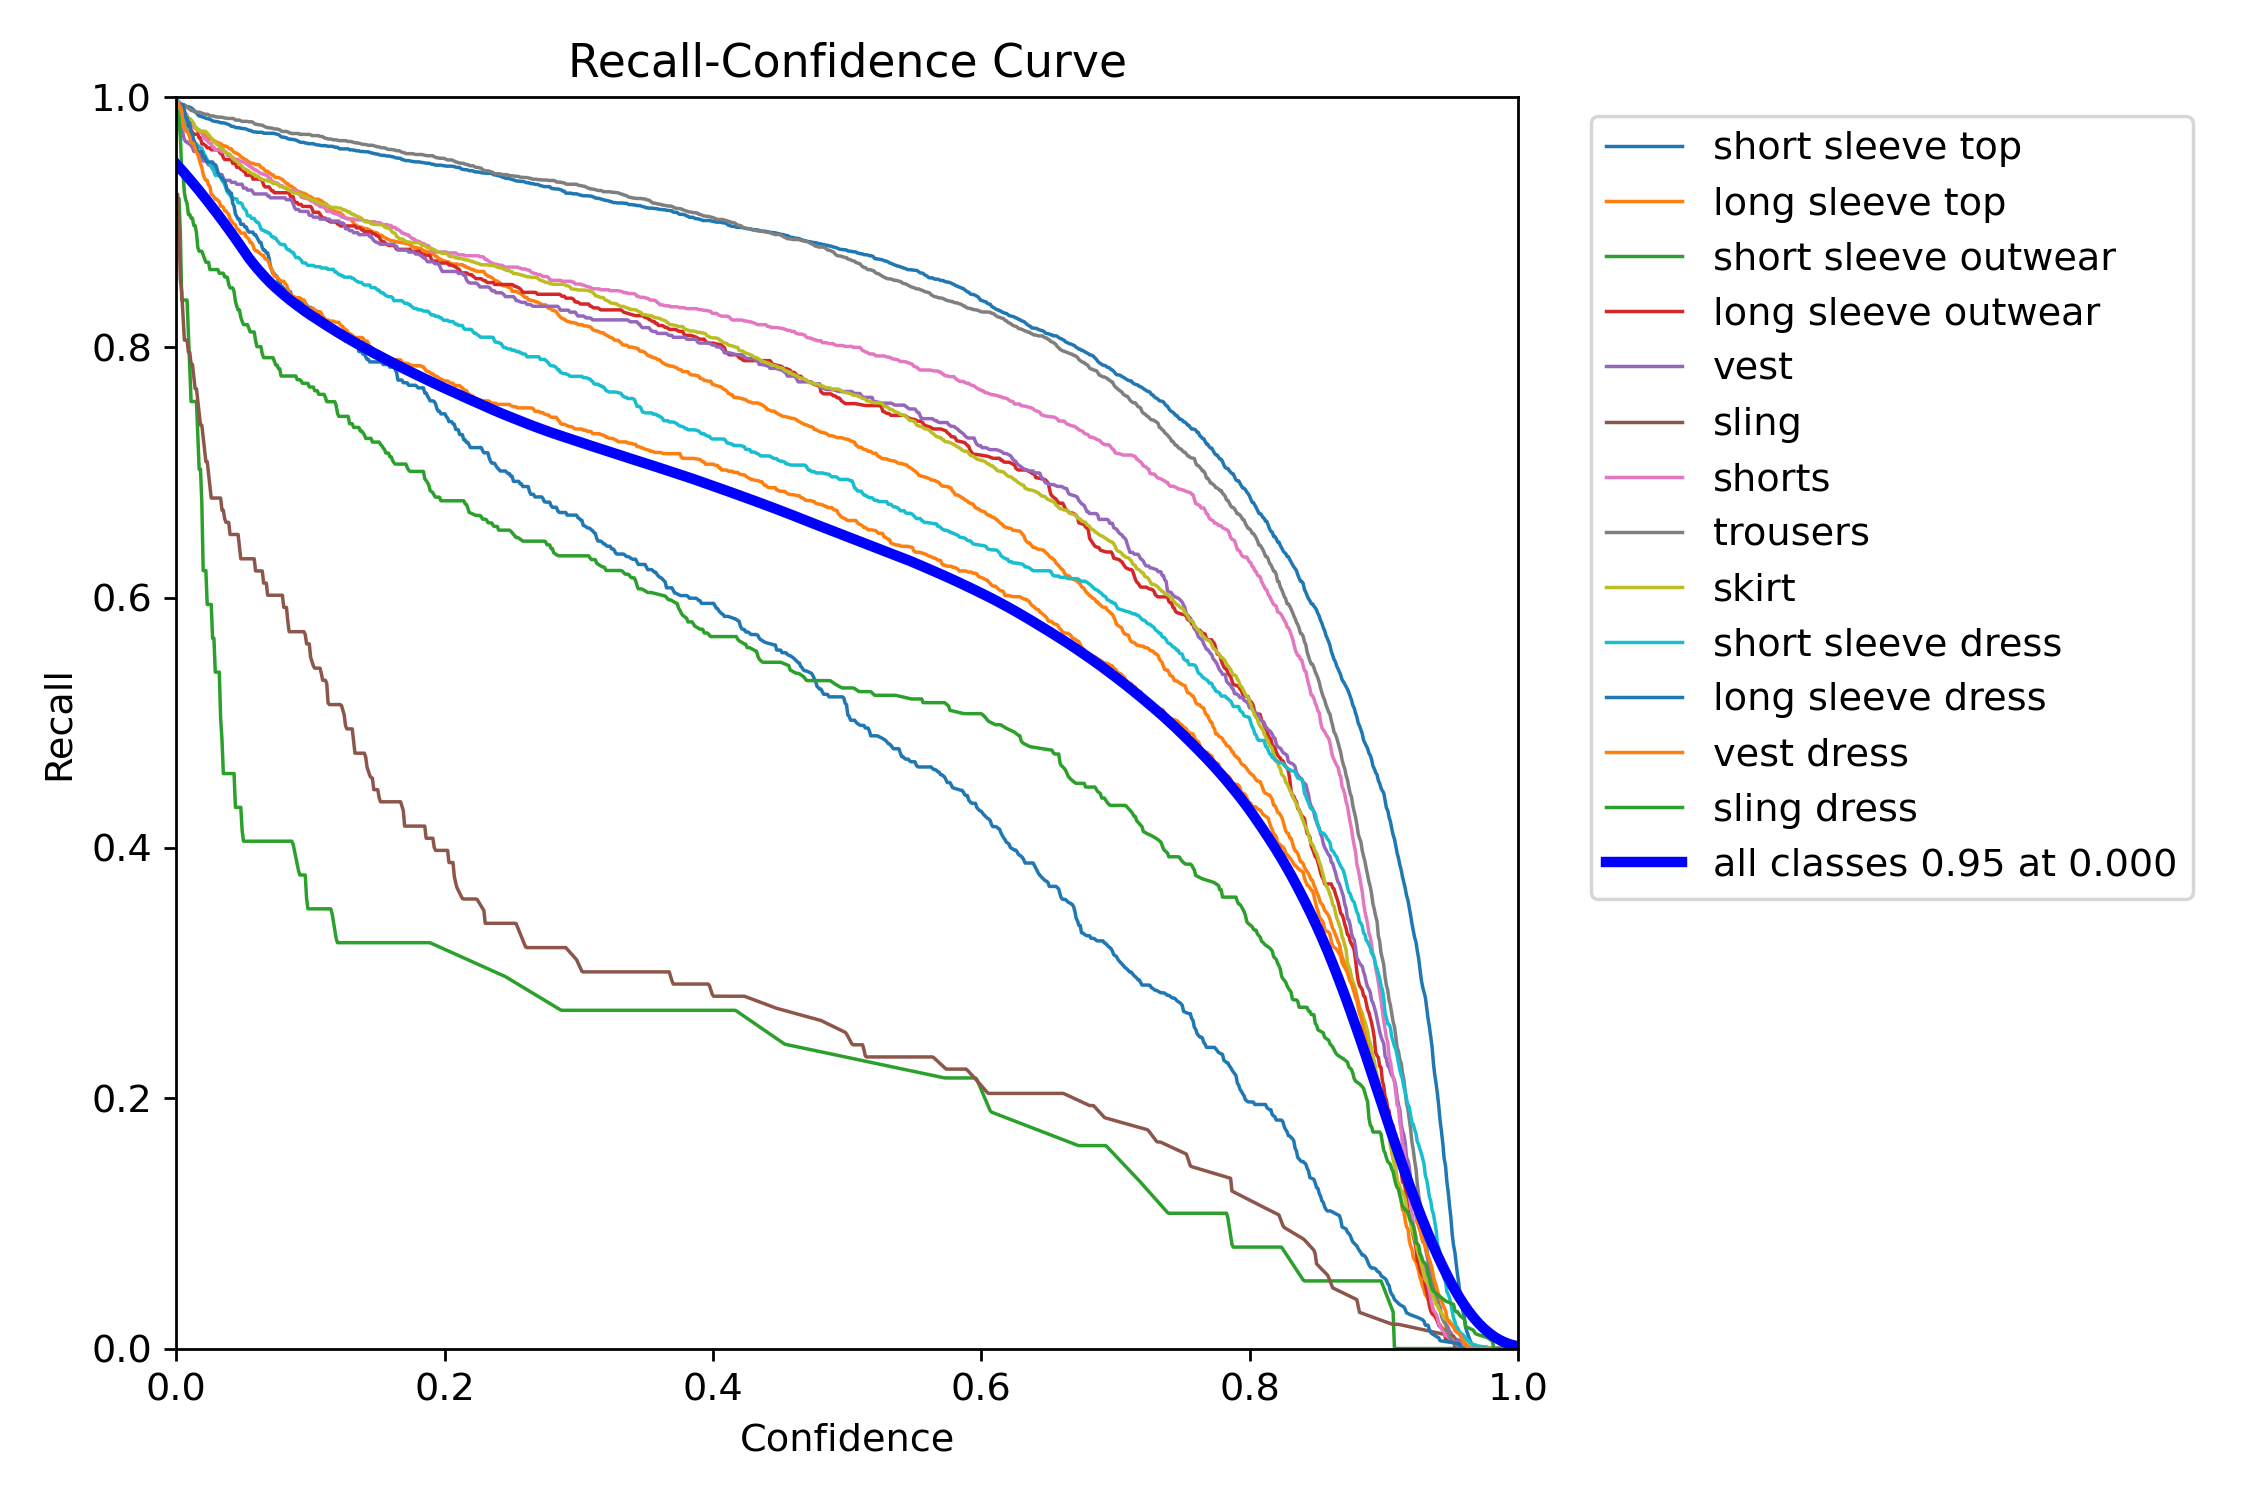 Recall-Confidence Curve
1.0
0.8
0.6
0.4
0.2
0.0
Recall
0.0 0.2 0.4 0.6 0.8 1.0
Confidence
short sleeve top
long sleeve top
short sleeve outwear
long sleeve outwear
vest
sling
shorts
trousers
skirt
short sleeve dress
long sleeve dress
vest dress
sling dress
all classes 0.95 at 0.000